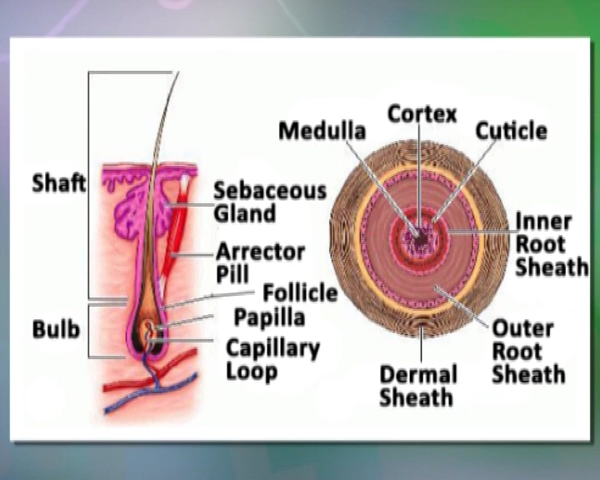 Shaft
Bulb
Sebaceous
Gland
Arrector
Pill
Follicle
Papilla
Capillary
Loop
Medulla
Cortex
Cuticle
Inner
Root
Sheath
Outer
Root
Sheath
Dermal
Sheath